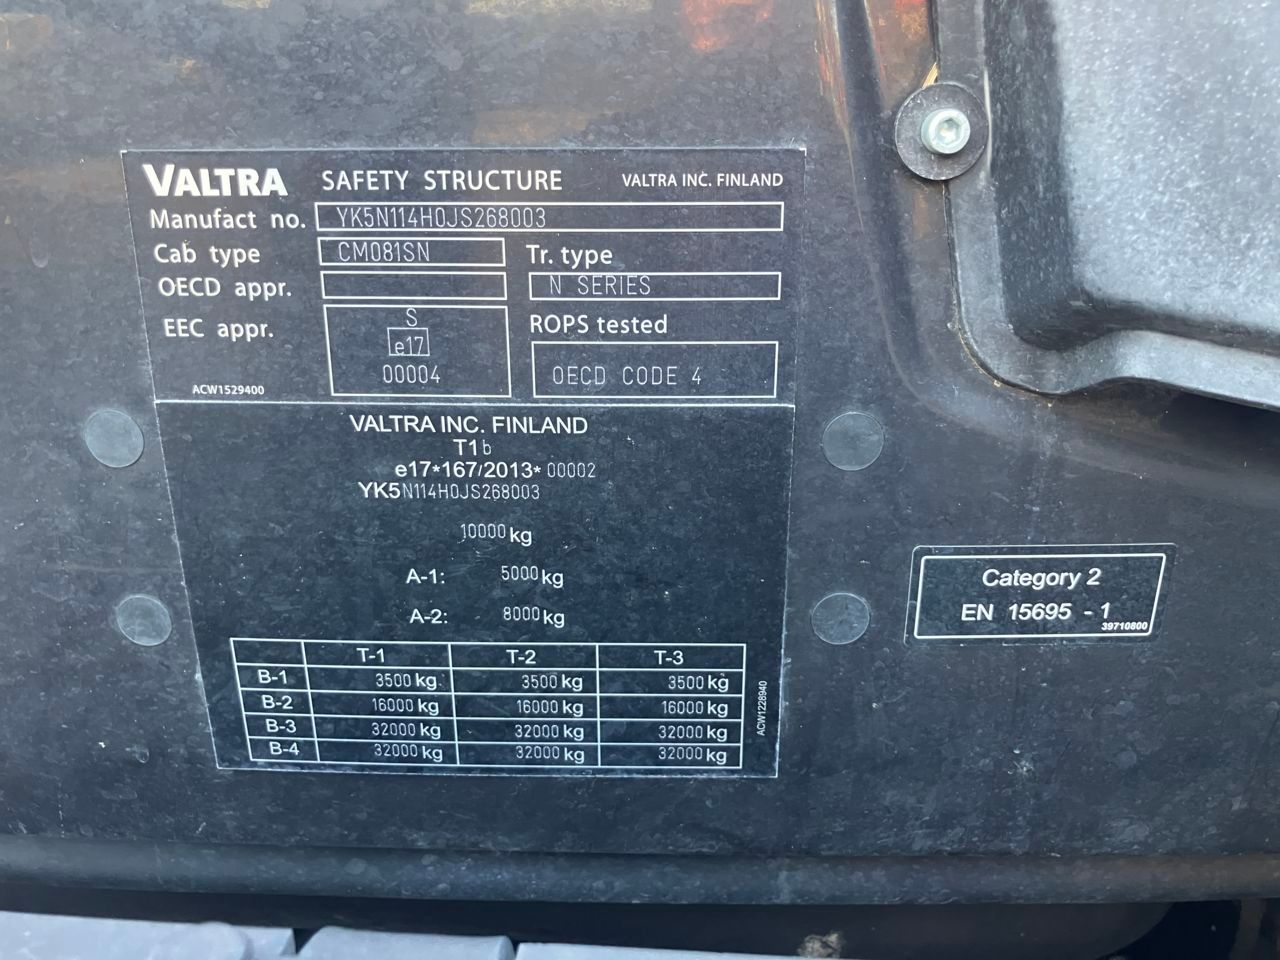 VALTRA SAFETY STRUCTURE VALTRA INC. FINLAND
Manufact no. YK5N114H0JS268003
Cab type CM081SN Tr. type
OECD appr. N SERIES
EEC appr. S ROPS tested
e17
00004 OECD CODE 4
ACW1529400
VALTRA INC. FINLAND
T1b
e17*167/2013*00002
YK5N114H0JS268003
10000 kg
A-1: 5000 kg
A-2: 8000 kg
T-1 T-2 T-3
B-1 3500 kg 3500 kg 3500 kg
B-2 16000 kg 16000 kg 16000 kg
B-3 32000 kg 32000 kg 32000 kg
B-4 32000 kg 32000 kg 32000 kg
ACW1228940
Category 2
EN 15695 - 1
39710800